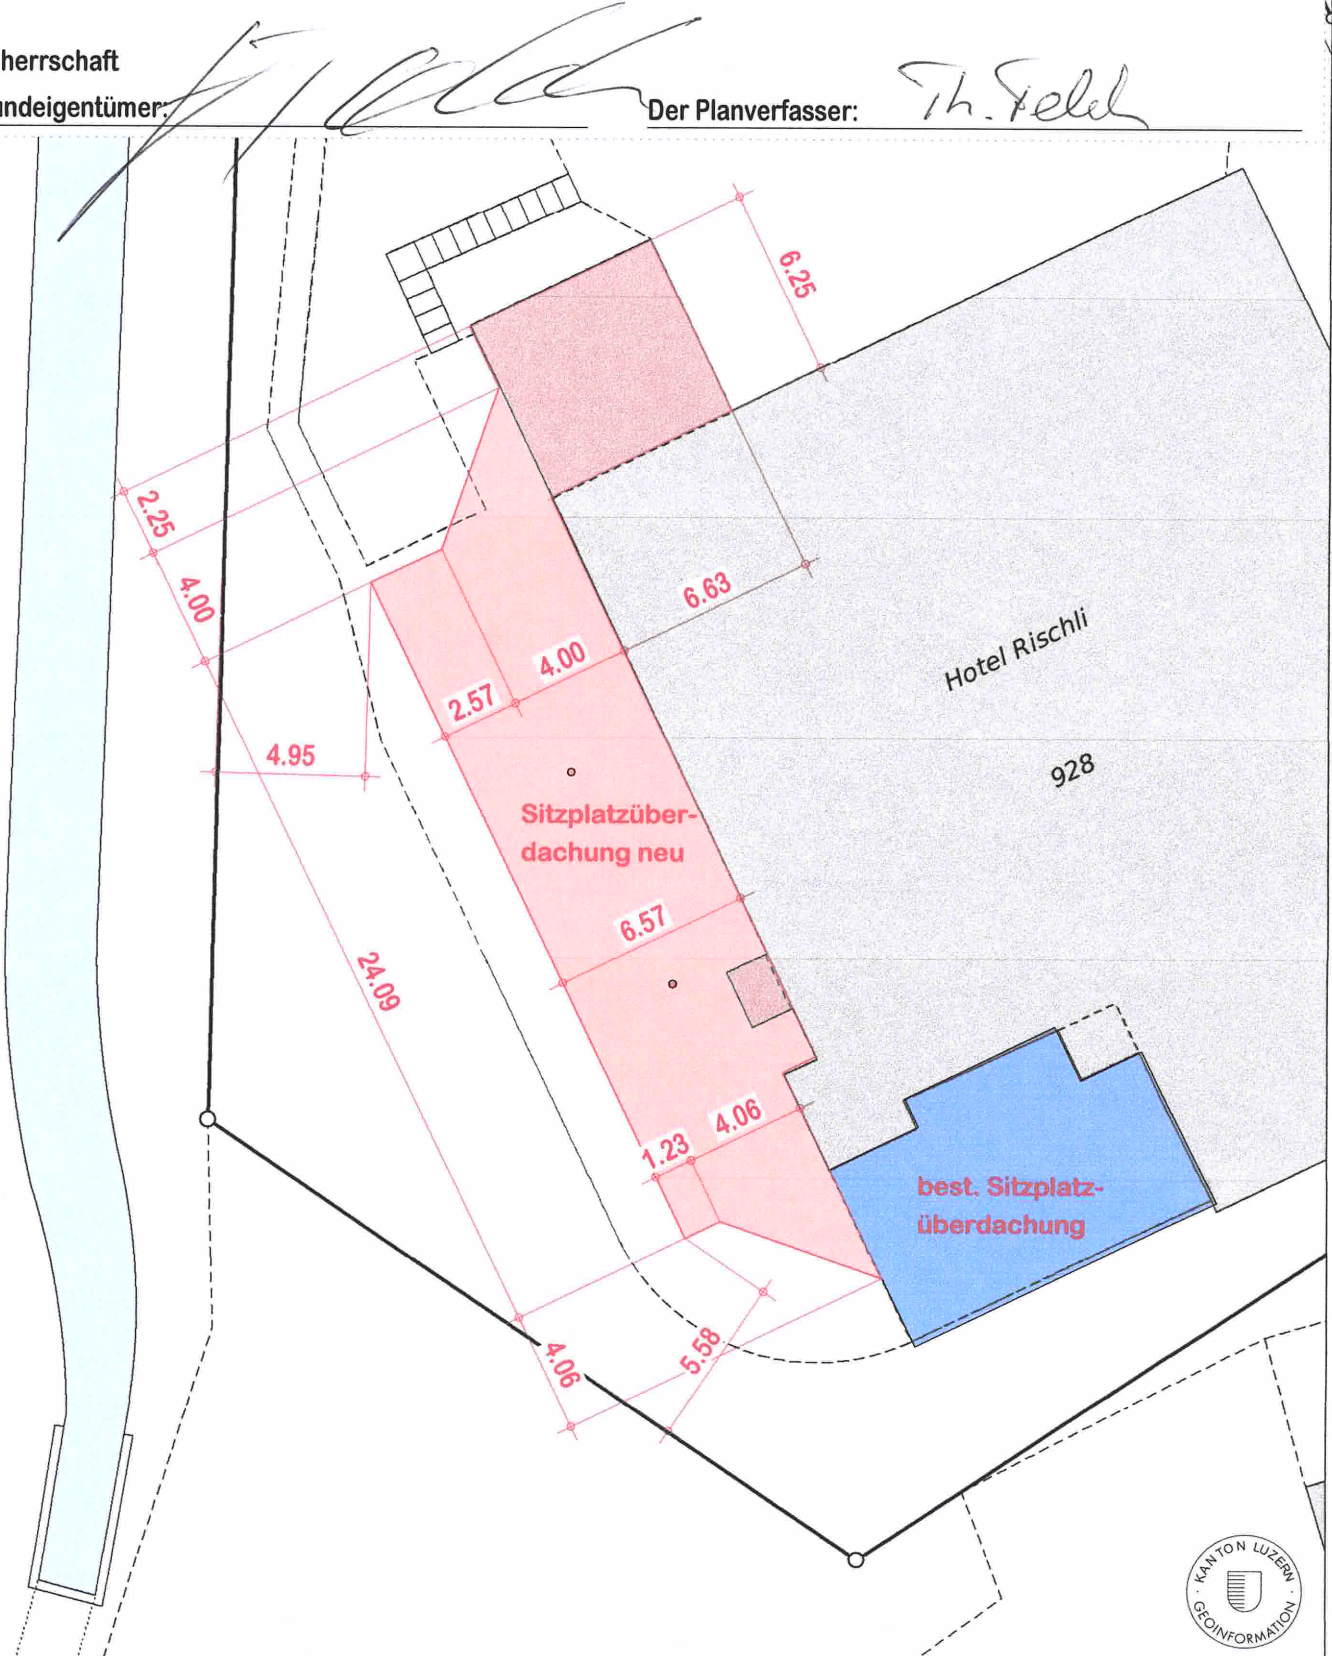 herrschaft
undeigentümer:
Der Planverfasser:
Th. Feld
6.25
2.25
4.00
6.63
4.00
2.57
4.95
Hotel Rischli
928
Sitzplatzüber-
dachung neu
6.57
24.09
4.06
1.23
best. Sitzplatz-
überdachung
4.06
5.58
KANTON LUZERN
GEOINFORMATION